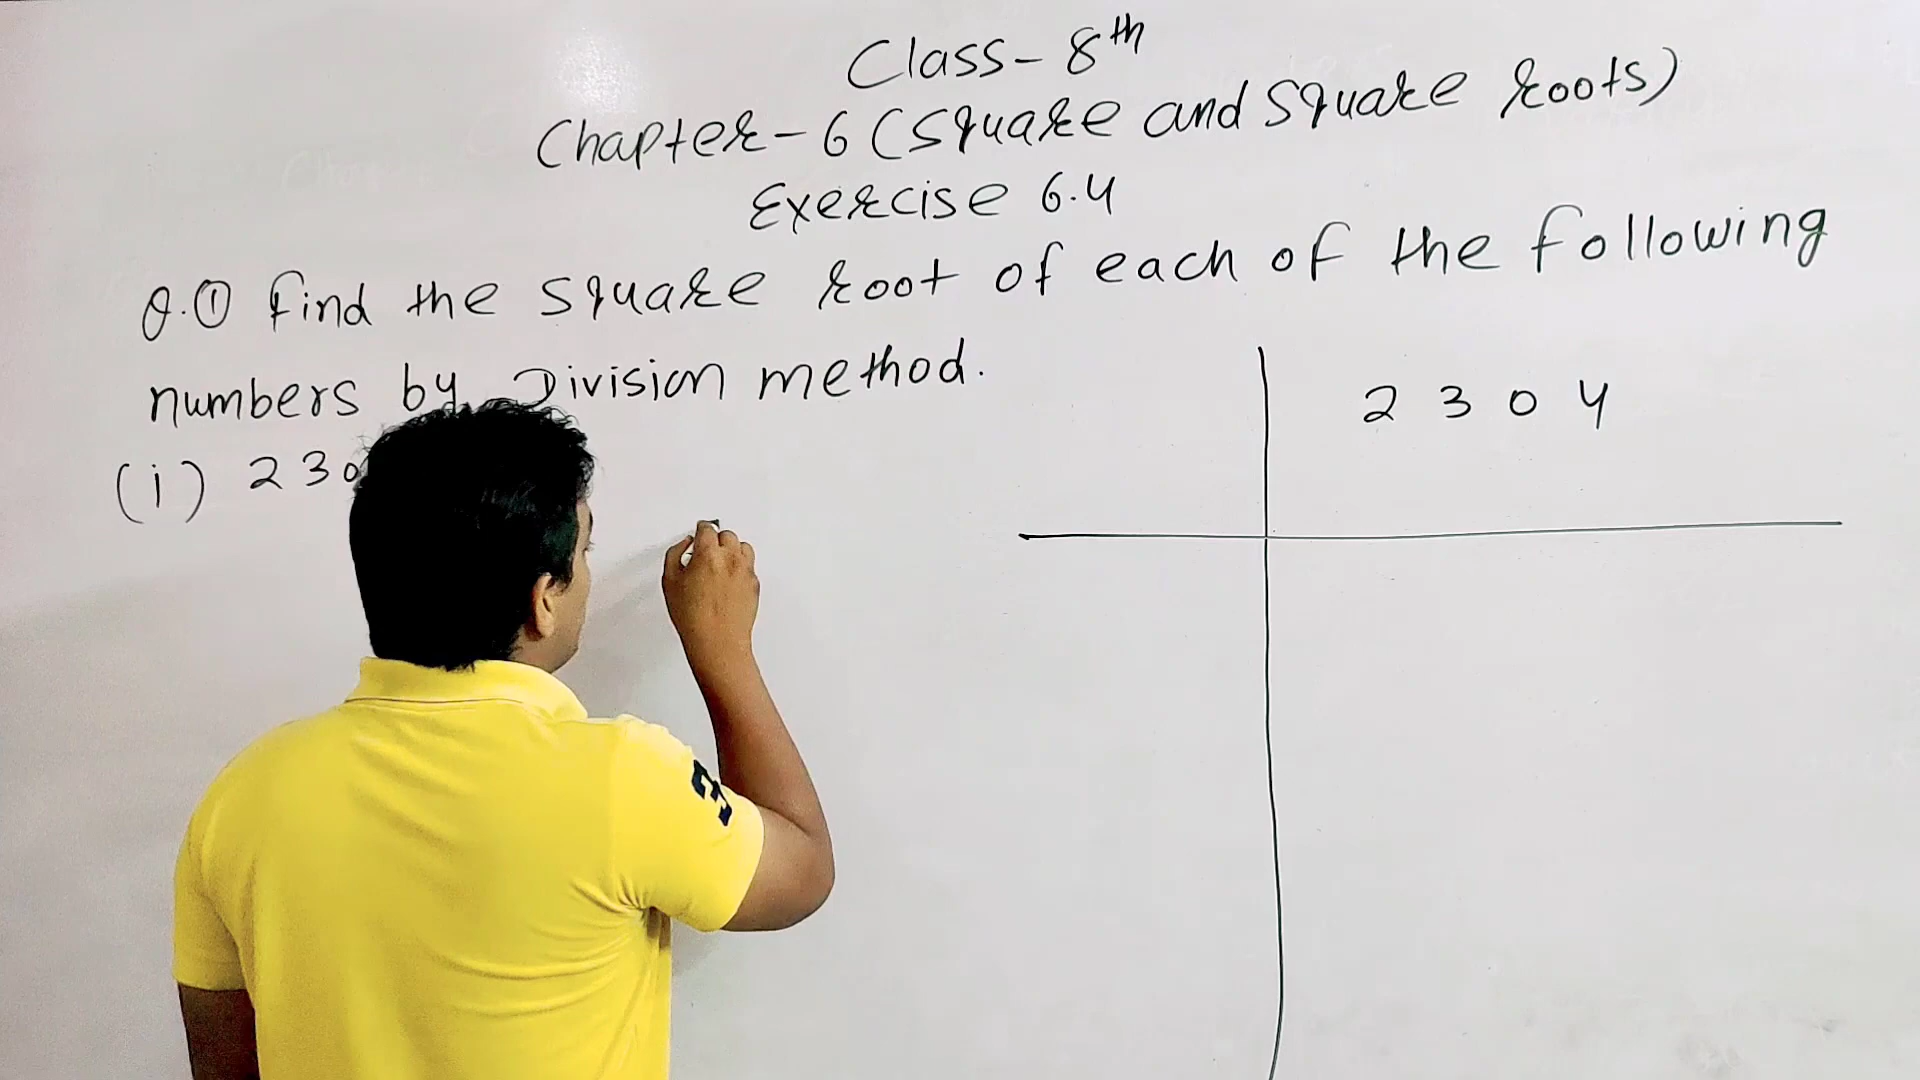 Class-8th
Chapter-6 (Square and Square roots)
Exercise 6.4
Q.① Find the square root of each of the following
numbers by Division method.
(i) 230
2 3 0 4
3